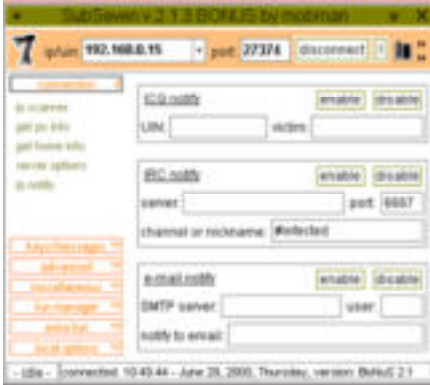 SubSeven v 2.1.3 BONUS by mobman
ip/uin: 192.168.0.15 port: 27374 disconnect
connection
ip scanner
get pc info
get home info
server options
ip notify
keys/messages
advanced
miscellaneous
fun manager
extra fun
local options
ICQ notify enable disable
UIN: victim:
IRC notify enable disable
server: port: 6667
channel or nickname: #infected
e-mail notify enable disable
SMTP server: user:
notify to email:
- idle - connected. 10:49:44 - June 29, 2000, Thursday, version: BoNuS 2.1